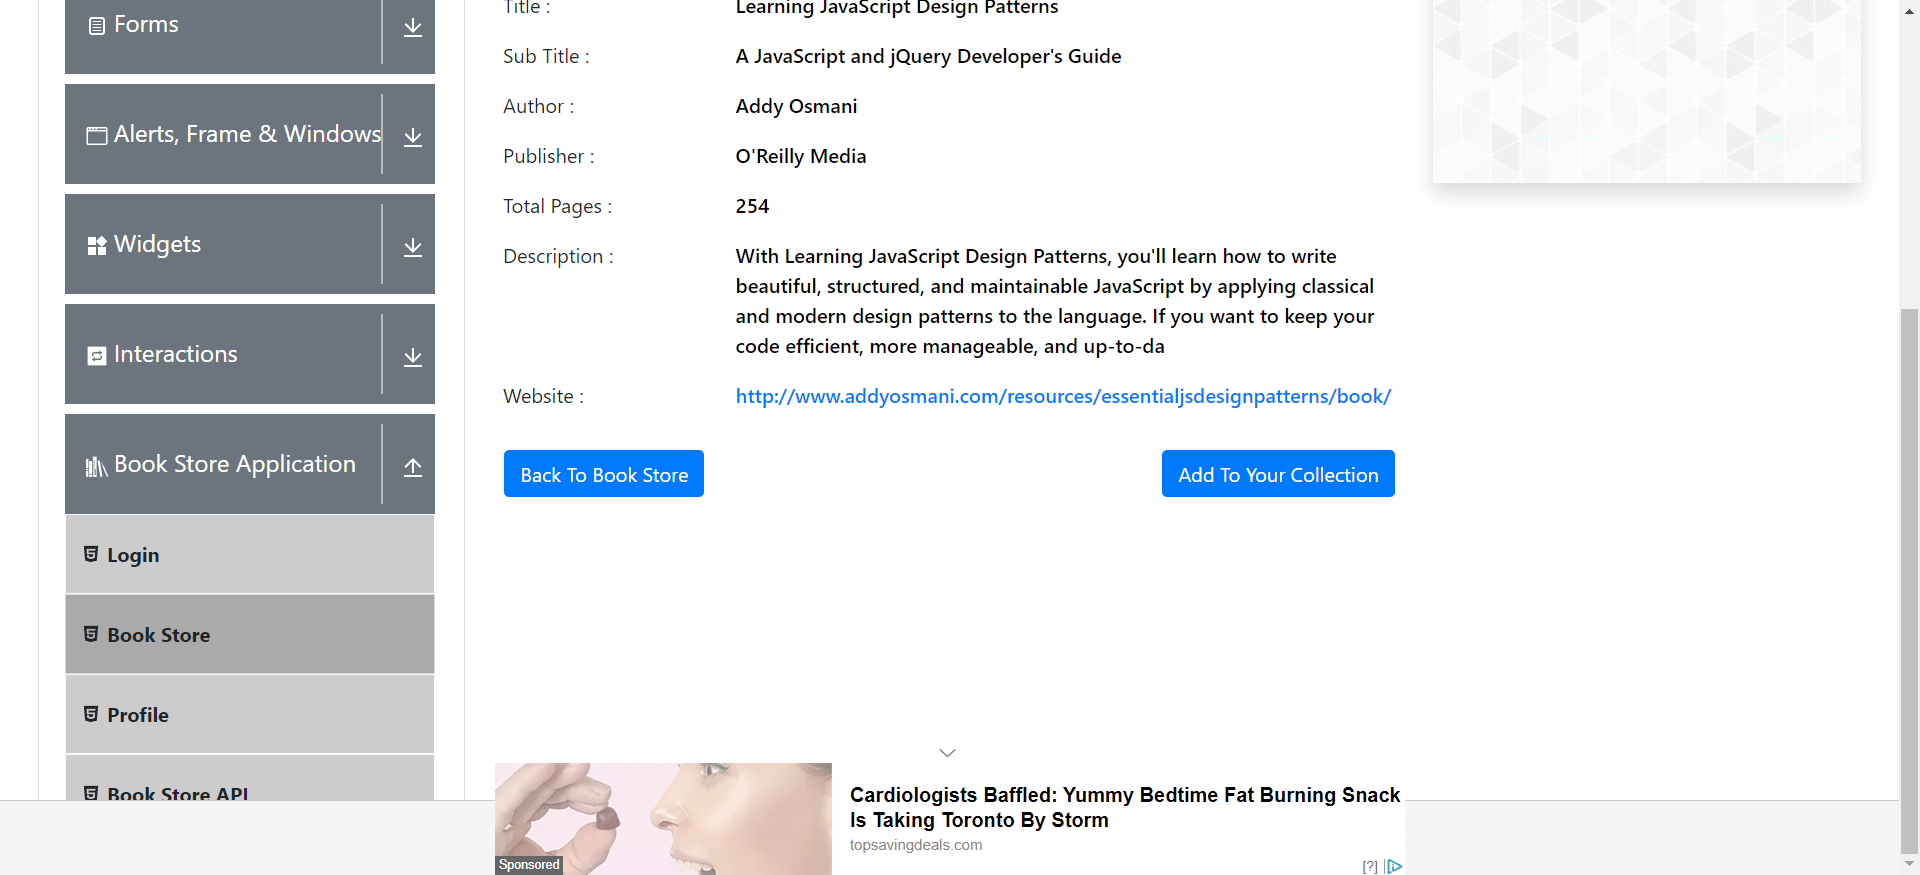 Forms
Alerts, Frame & Windows
Widgets
Interactions
Book Store Application
Login
Book Store
Profile
Book Store API
Title : Learning JavaScript Design Patterns
Sub Title : A JavaScript and jQuery Developer's Guide
Author : Addy Osmani
Publisher : O'Reilly Media
Total Pages : 254
Description : With Learning JavaScript Design Patterns, you'll learn how to write
beautiful, structured, and maintainable JavaScript by applying classical
and modern design patterns to the language. If you want to keep your
code efficient, more manageable, and up-to-da
Website : http://www.addyosmani.com/resources/essentialjsdesignpatterns/book/
Back To Book Store
Add To Your Collection
Cardiologists Baffled: Yummy Bedtime Fat Burning Snack
Is Taking Toronto By Storm
topsavingdeals.com
Sponsored
[?]